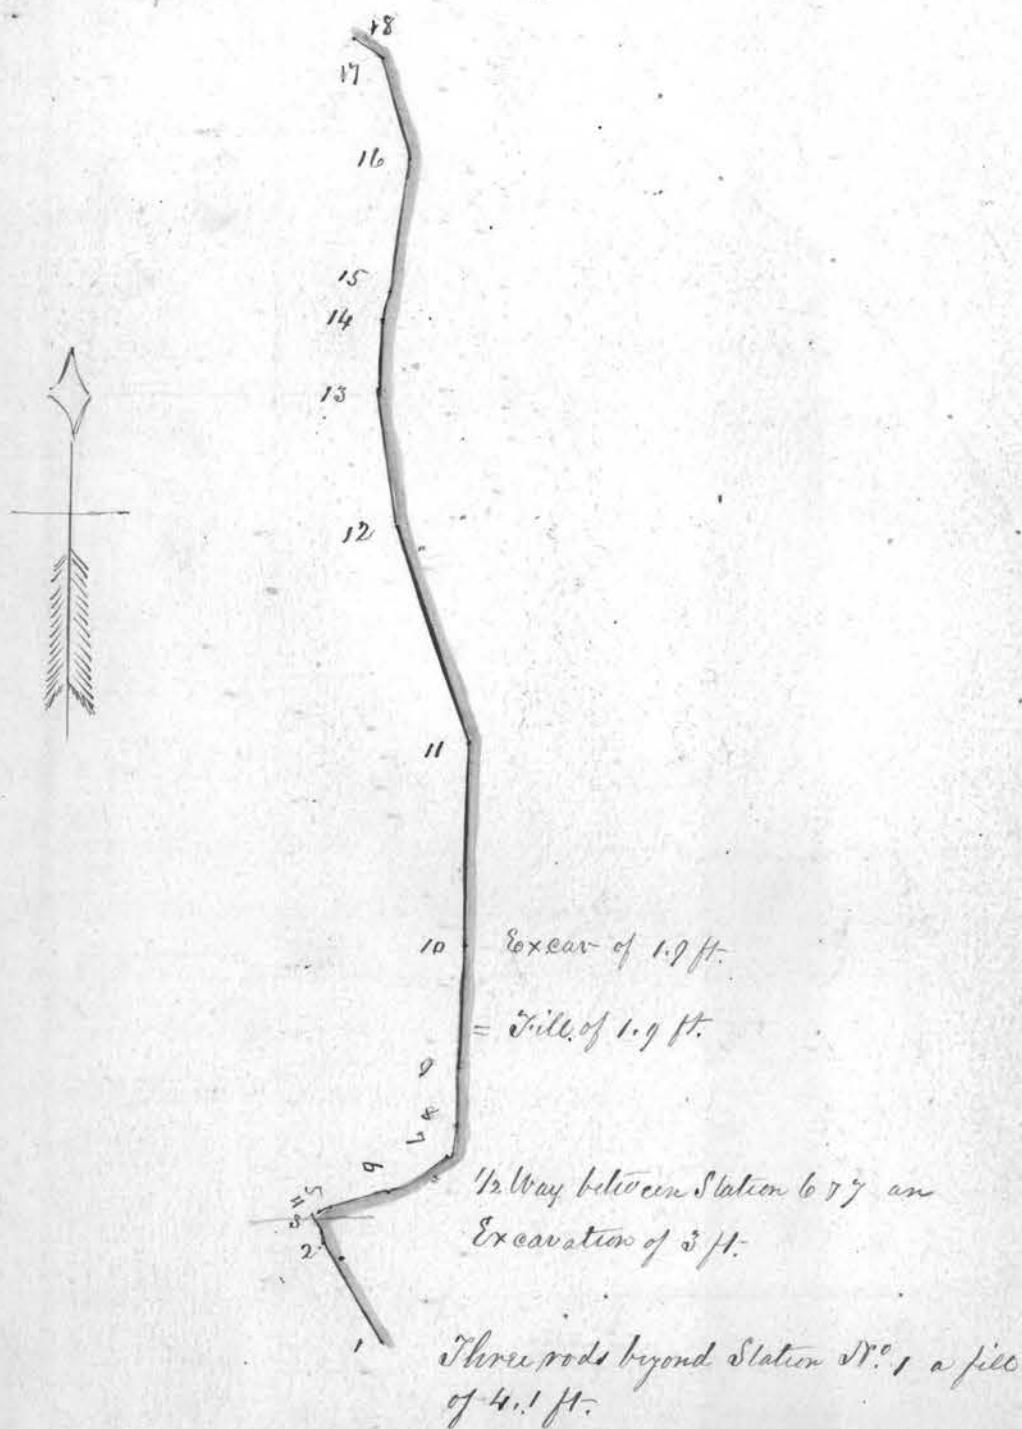 18
17
16
15
14
13
12
11
10 Excav of 1.9 ft.
= Fill of 1.9 ft.
9
8
7
6
1/2 Way between Station 6 & 7 an
Excavation of 3 ft.
5
4
3
2
1
Three rods beyond Station No. 1 a fill
of 4.1 ft.